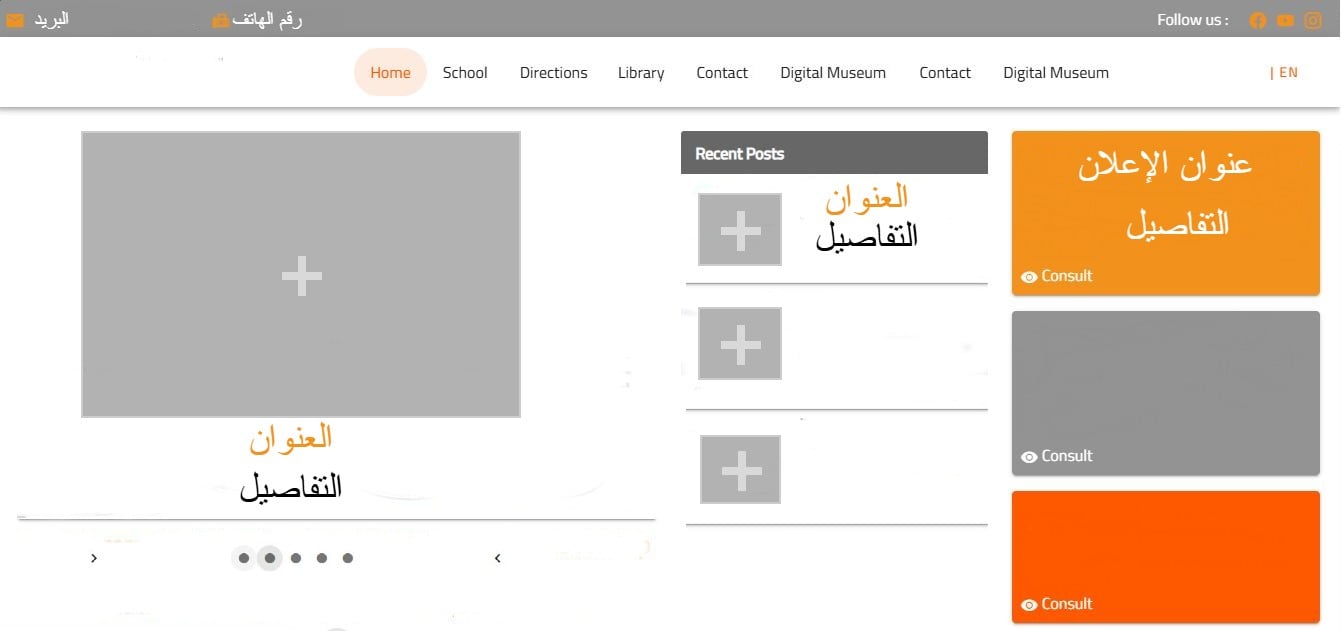 البريد
رقم الهاتف
Follow us :
Home School Directions Library Contact Digital Museum Contact Digital Museum | EN
العنوان
التفاصيل
Recent Posts
العنوان
التفاصيل
عنوان الإعلان
التفاصيل
Consult
Consult
Consult